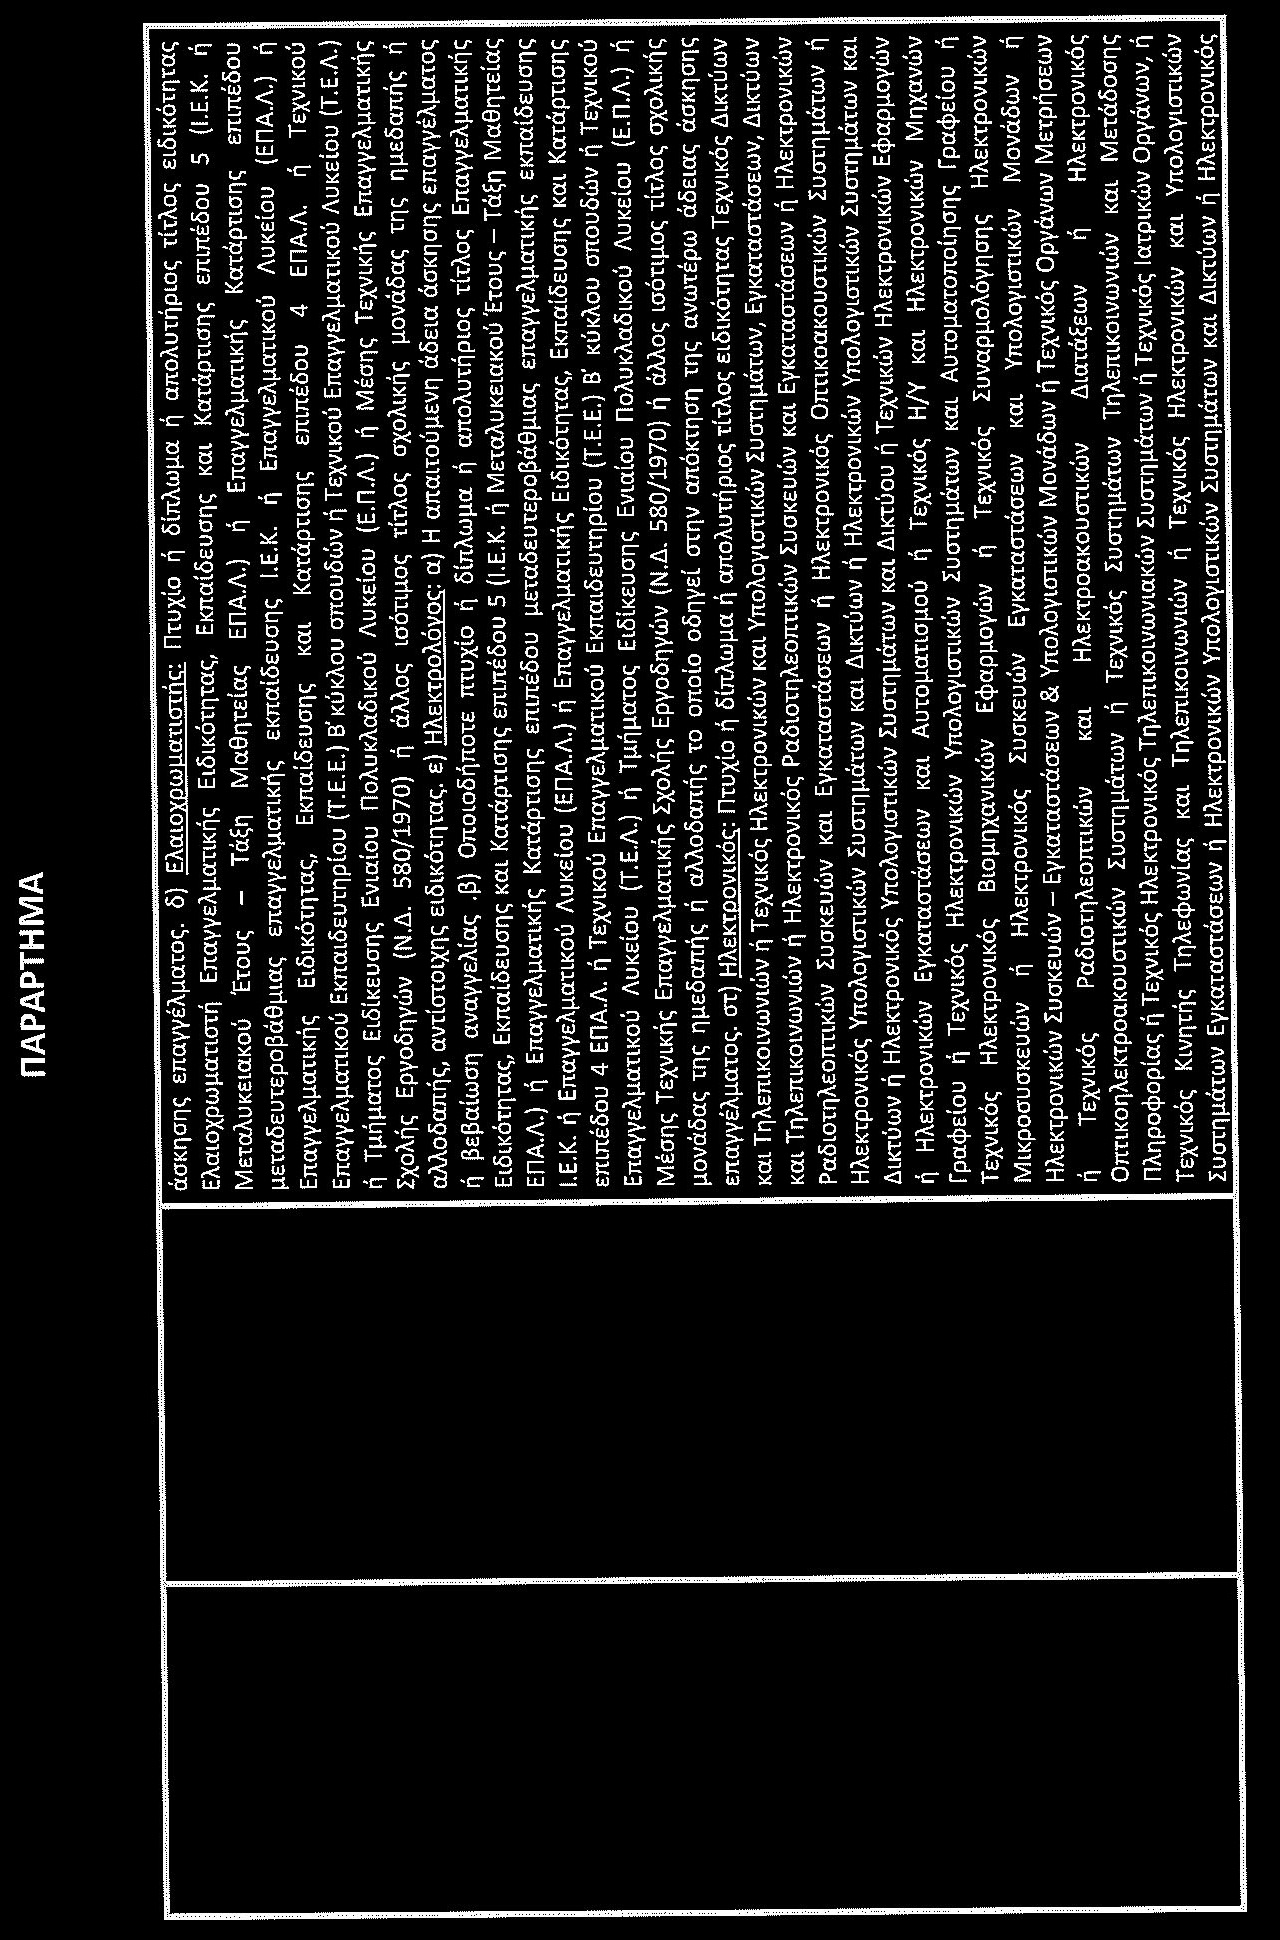 ΠΑΡΑΡΤΗΜΑ
άσκησης επαγγέλματος. δ) Ελαιοχρωματιστής: Πτυχίο ή δίπλωμα ή απολυτήριος τίτλος ειδικότητας
Ελαιοχρωματιστή Επαγγελματικής Ειδικότητας, Εκπαίδευσης και Κατάρτισης επιπέδου 5 (Ι.Ε.Κ. ή
Μεταλυκειακού Έτους – Τάξη Μαθητείας ΕΠΑ.Λ.) ή Επαγγελματικής Κατάρτισης επιπέδου
μεταδευτεροβάθμιας επαγγελματικής εκπαίδευσης Ι.Ε.Κ. ή Επαγγελματικού Λυκείου (ΕΠΑ.Λ.) ή
Επαγγελματικής Ειδικότητας, Εκπαίδευσης και Κατάρτισης επιπέδου 4 ΕΠΑ.Λ. ή Τεχνικού
Επαγγελματικού Εκπαιδευτηρίου (Τ.Ε.Ε.) Β' κύκλου σπουδών ή Τεχνικού Επαγγελματικού Λυκείου (Τ.Ε.Λ.)
ή Τμήματος Ειδίκευσης Ενιαίου Πολυκλαδικού Λυκείου (Ε.Π.Λ.) ή Μέσης Τεχνικής Επαγγελματικής
Σχολής Εργοδηγών (Ν.Δ. 580/1970) ή άλλος ισότιμος τίτλος σχολικής μονάδας της ημεδαπής ή
αλλοδαπής, αντίστοιχης ειδικότητας. ε) Ηλεκτρολόγος: α) Η απαιτούμενη άδεια άσκησης επαγγέλματος
ή βεβαίωση αναγγελίας .β) Οποιοδήποτε πτυχίο ή δίπλωμα ή απολυτήριος τίτλος Επαγγελματικής
Ειδικότητας, Εκπαίδευσης και Κατάρτισης επιπέδου 5 (Ι.Ε.Κ. ή Μεταλυκειακού Έτους – Τάξη Μαθητείας
ΕΠΑ.Λ.) ή Επαγγελματικής Κατάρτισης επιπέδου μεταδευτεροβάθμιας επαγγελματικής εκπαίδευσης
Ι.Ε.Κ. ή Επαγγελματικού Λυκείου (ΕΠΑ.Λ.) ή Επαγγελματικής Ειδικότητας, Εκπαίδευσης και Κατάρτισης
επιπέδου 4 ΕΠΑ.Λ. ή Τεχνικού Επαγγελματικού Εκπαιδευτηρίου (Τ.Ε.Ε.) Β' κύκλου σπουδών ή Τεχνικού
Επαγγελματικού Λυκείου (Τ.Ε.Λ.) ή Τμήματος Ειδίκευσης Ενιαίου Πολυκλαδικού Λυκείου (Ε.Π.Λ.) ή
Μέσης Τεχνικής Επαγγελματικής Σχολής Εργοδηγών (Ν.Δ. 580/1970) ή άλλος ισότιμος τίτλος σχολικής
μονάδας της ημεδαπής ή αλλοδαπής το οποίο οδηγεί στην απόκτηση της ανωτέρω άδειας άσκησης
επαγγέλματος. στ) Ηλεκτρονικός: Πτυχίο ή δίπλωμα ή απολυτήριος τίτλος ειδικότητας Τεχνικός Δικτύων
και Τηλεπικοινωνιών ή Τεχνικός Ηλεκτρονικών και Υπολογιστικών Συστημάτων, Εγκαταστάσεων, Δικτύων
και Τηλεπικοινωνιών ή Ηλεκτρονικός Ραδιοτηλεοπτικών Συσκευών και Εγκαταστάσεων ή Ηλεκτρονικών
Ραδιοτηλεοπτικών Συσκευών και Εγκαταστάσεων ή Ηλεκτρονικός Οπτικοακουστικών Συστημάτων ή
Ηλεκτρονικός Υπολογιστικών Συστημάτων και Δικτύων ή Ηλεκτρονικών Υπολογιστικών Συστημάτων και
Δικτύων ή Ηλεκτρονικός Υπολογιστικών Συστημάτων και Δικτύου ή Τεχνικών Ηλεκτρονικών Εφαρμογών
ή Ηλεκτρονικών Εγκαταστάσεων και Αυτοματισμού ή Τεχνικός Η/Υ και Ηλεκτρονικών Μηχανών
Γραφείου ή Τεχνικός Ηλεκτρονικών Υπολογιστικών Συστημάτων και Αυτοματοποίησης Γραφείου ή
Τεχνικός Ηλεκτρονικός Βιομηχανικών Εφαρμογών ή Τεχνικός Συναρμολόγησης Ηλεκτρονικών
Μικροσυσκευών ή Ηλεκτρονικός Συσκευών Εγκαταστάσεων και Υπολογιστικών Μονάδων ή
Ηλεκτρονικών Συσκευών – Εγκαταστάσεων & Υπολογιστικών Μονάδων ή Τεχνικός Οργάνων Μετρήσεων
ή Τεχνικός Ραδιοτηλεοπτικών και Ηλεκτροακουστικών Διατάξεων ή Ηλεκτρονικός
Οπτικοηλεκτροακουστικών Συστημάτων ή Τεχνικός Συστημάτων Τηλεπικοινωνιών και Μετάδοσης
Πληροφορίας ή Τεχνικός Ηλεκτρονικός Τηλεπικοινωνιακών Συστημάτων ή Τεχνικός Ιατρικών Οργάνων, ή
Τεχνικός Κινητής Τηλεφωνίας και Τηλεπικοινωνιών ή Τεχνικός Ηλεκτρονικών και Υπολογιστικών
Συστημάτων Εγκαταστάσεων ή Ηλεκτρονικών Υπολογιστικών Συστημάτων και Δικτύων ή Ηλεκτρονικός